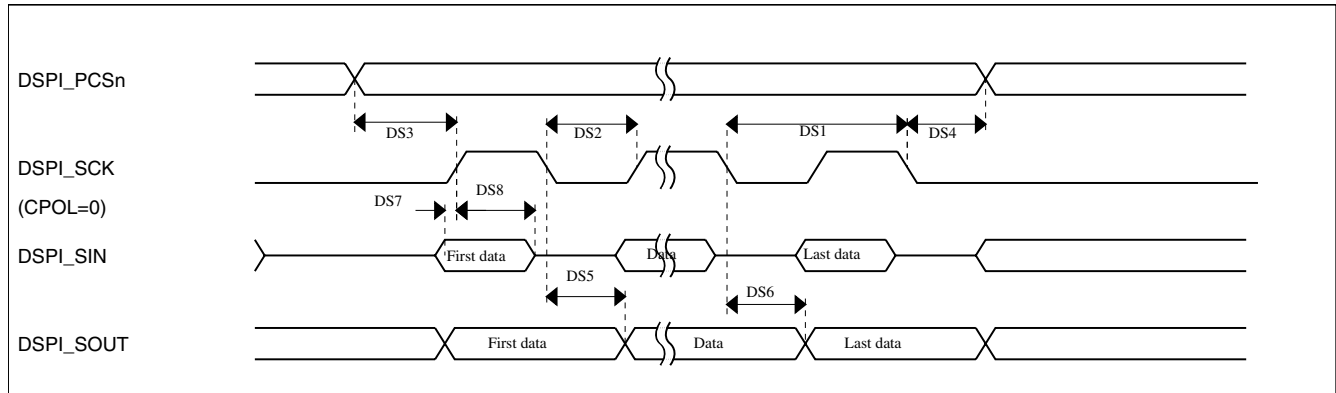 DSPI_PCSn
DS3
DS2
DS1
DS4
DSPI_SCK
DS7
DS8
(CPOL=0)
DSPI_SIN
First data
Data
Last data
DS5
DS6
DSPI_SOUT
First data
Data
Last data